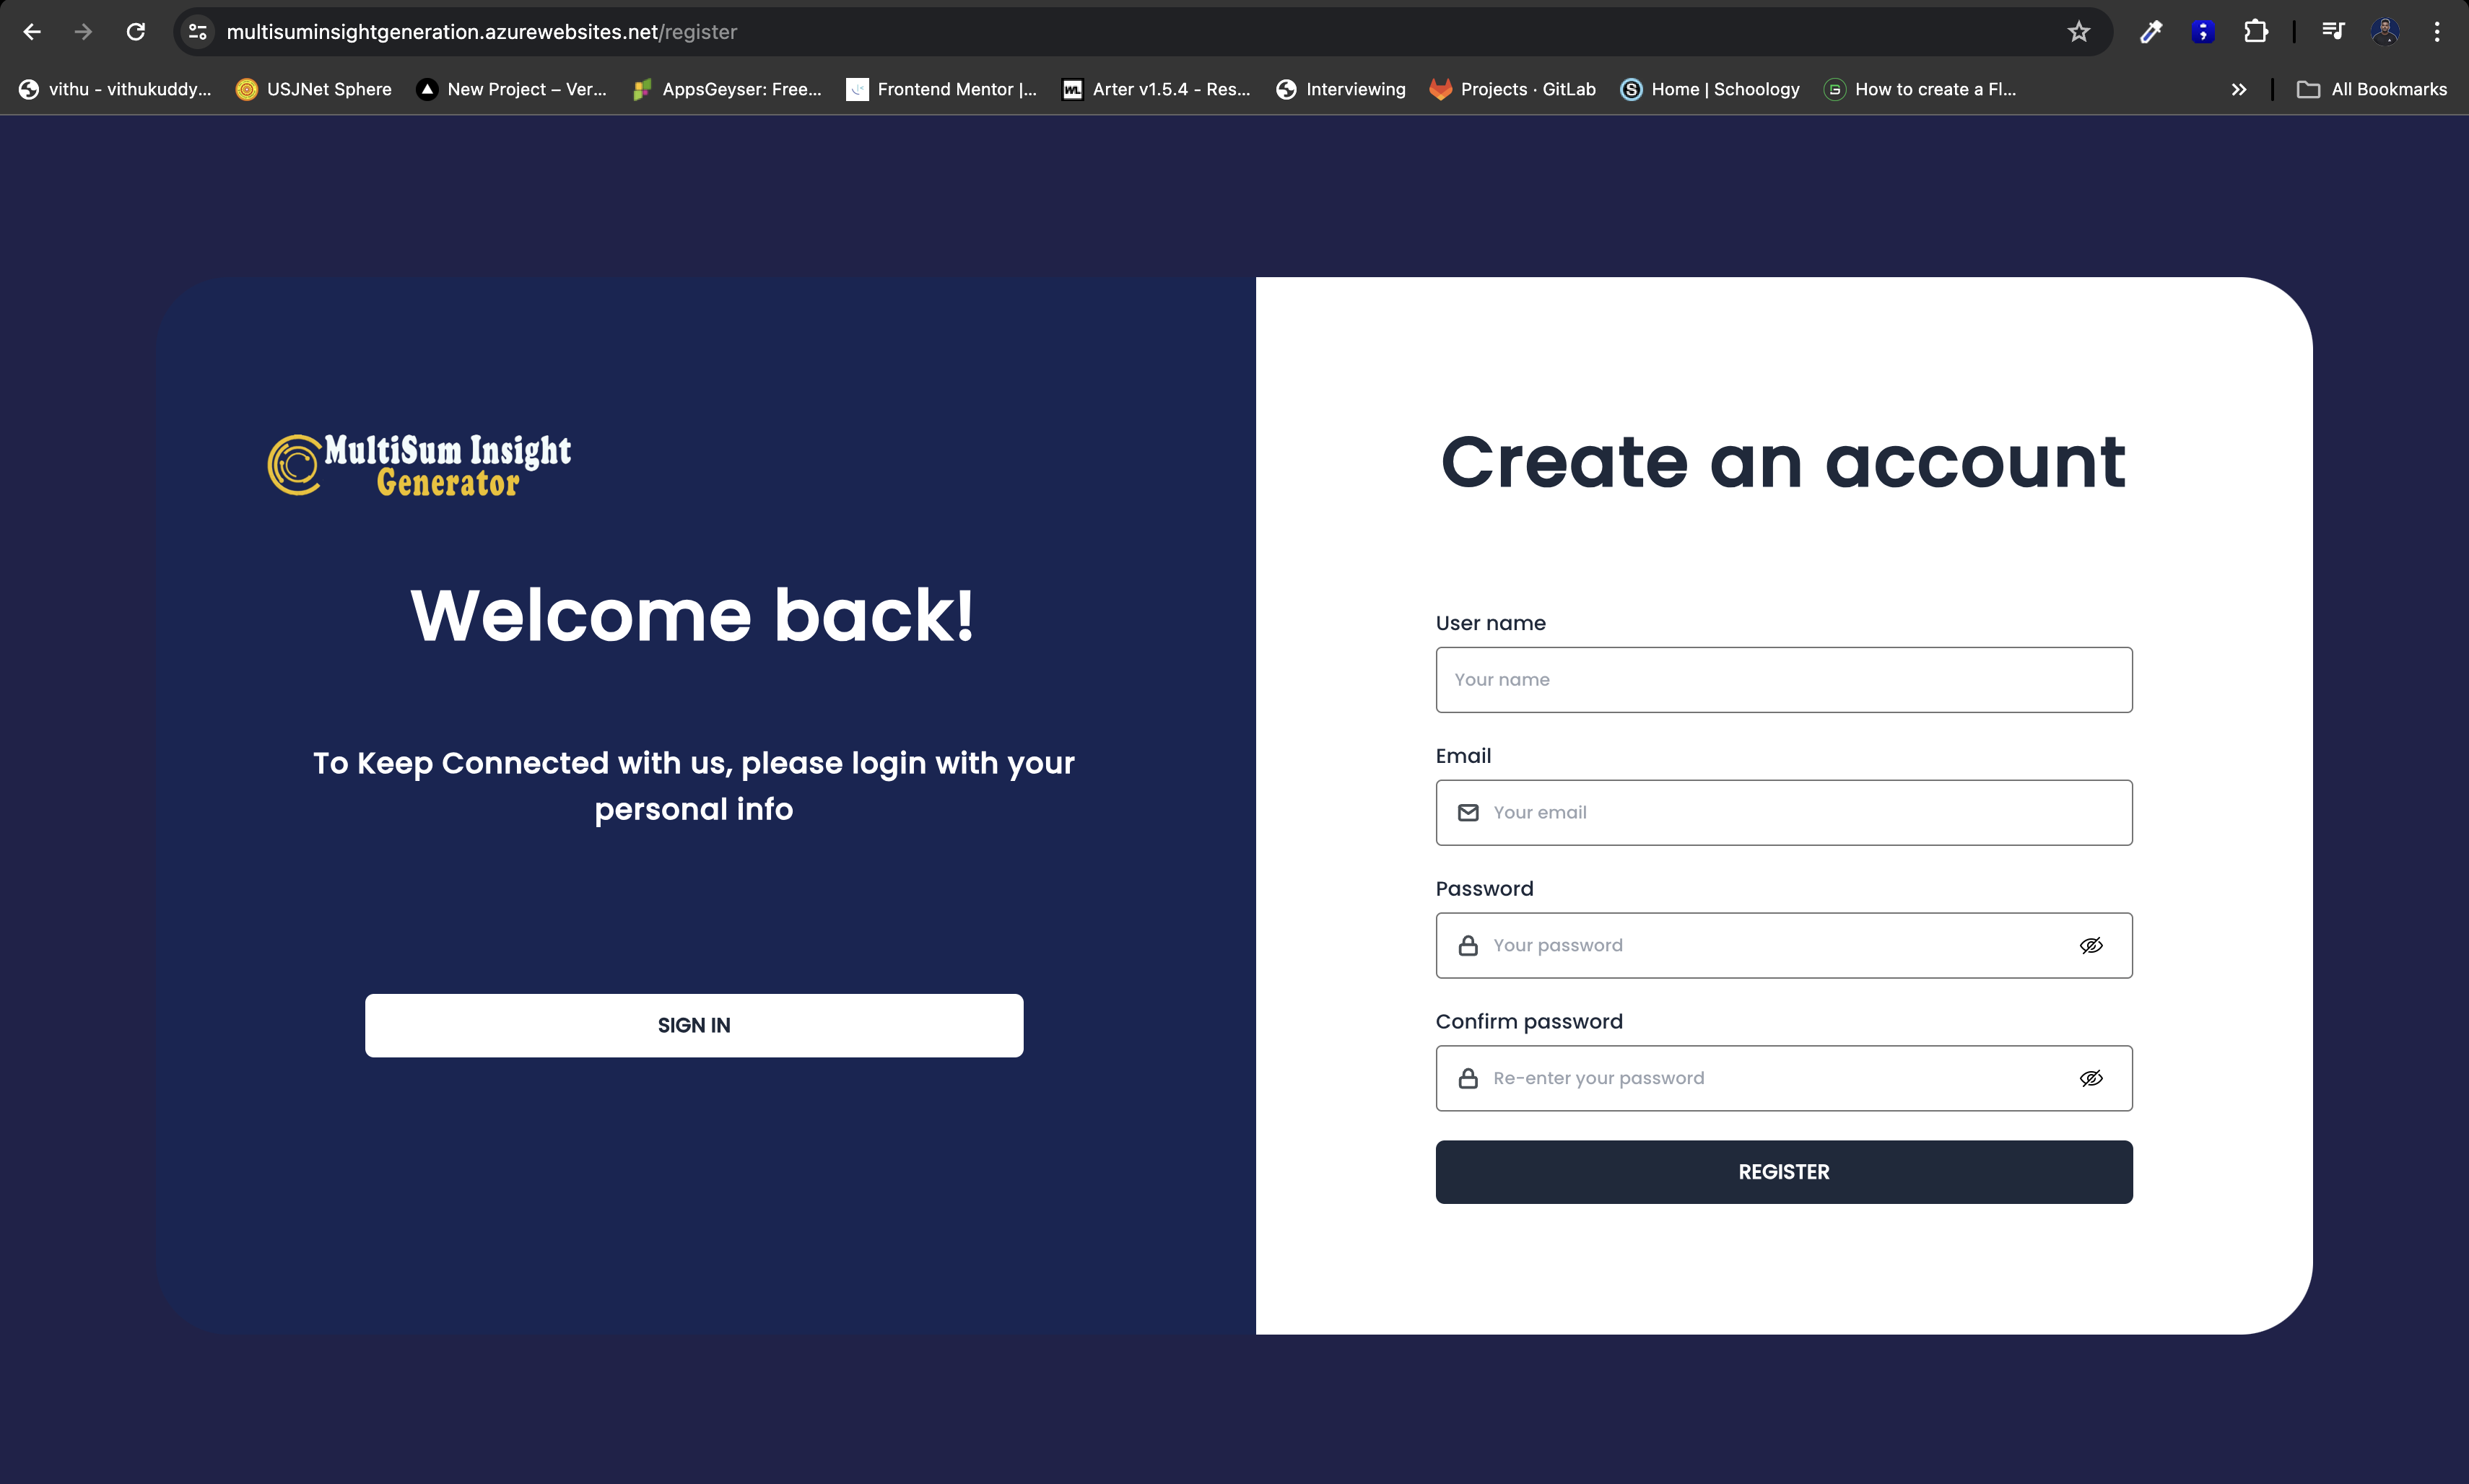 multisuminsightgeneration.azurewebsites.net/register
vithu - vithukuddy... USJNet Sphere New Project – Ver... AppsGeyser: Free... Frontend Mentor |... WL Arter v1.5.4 - Res... Interviewing Projects · GitLab S Home | Schoology How to create a Fl... All Bookmarks
MultiSum Insight
Generator
Welcome back!
To Keep Connected with us, please login with your
personal info
SIGN IN
Create an account
User name
Your name
Email
Your email
Password
Your password
Confirm password
Re-enter your password
REGISTER